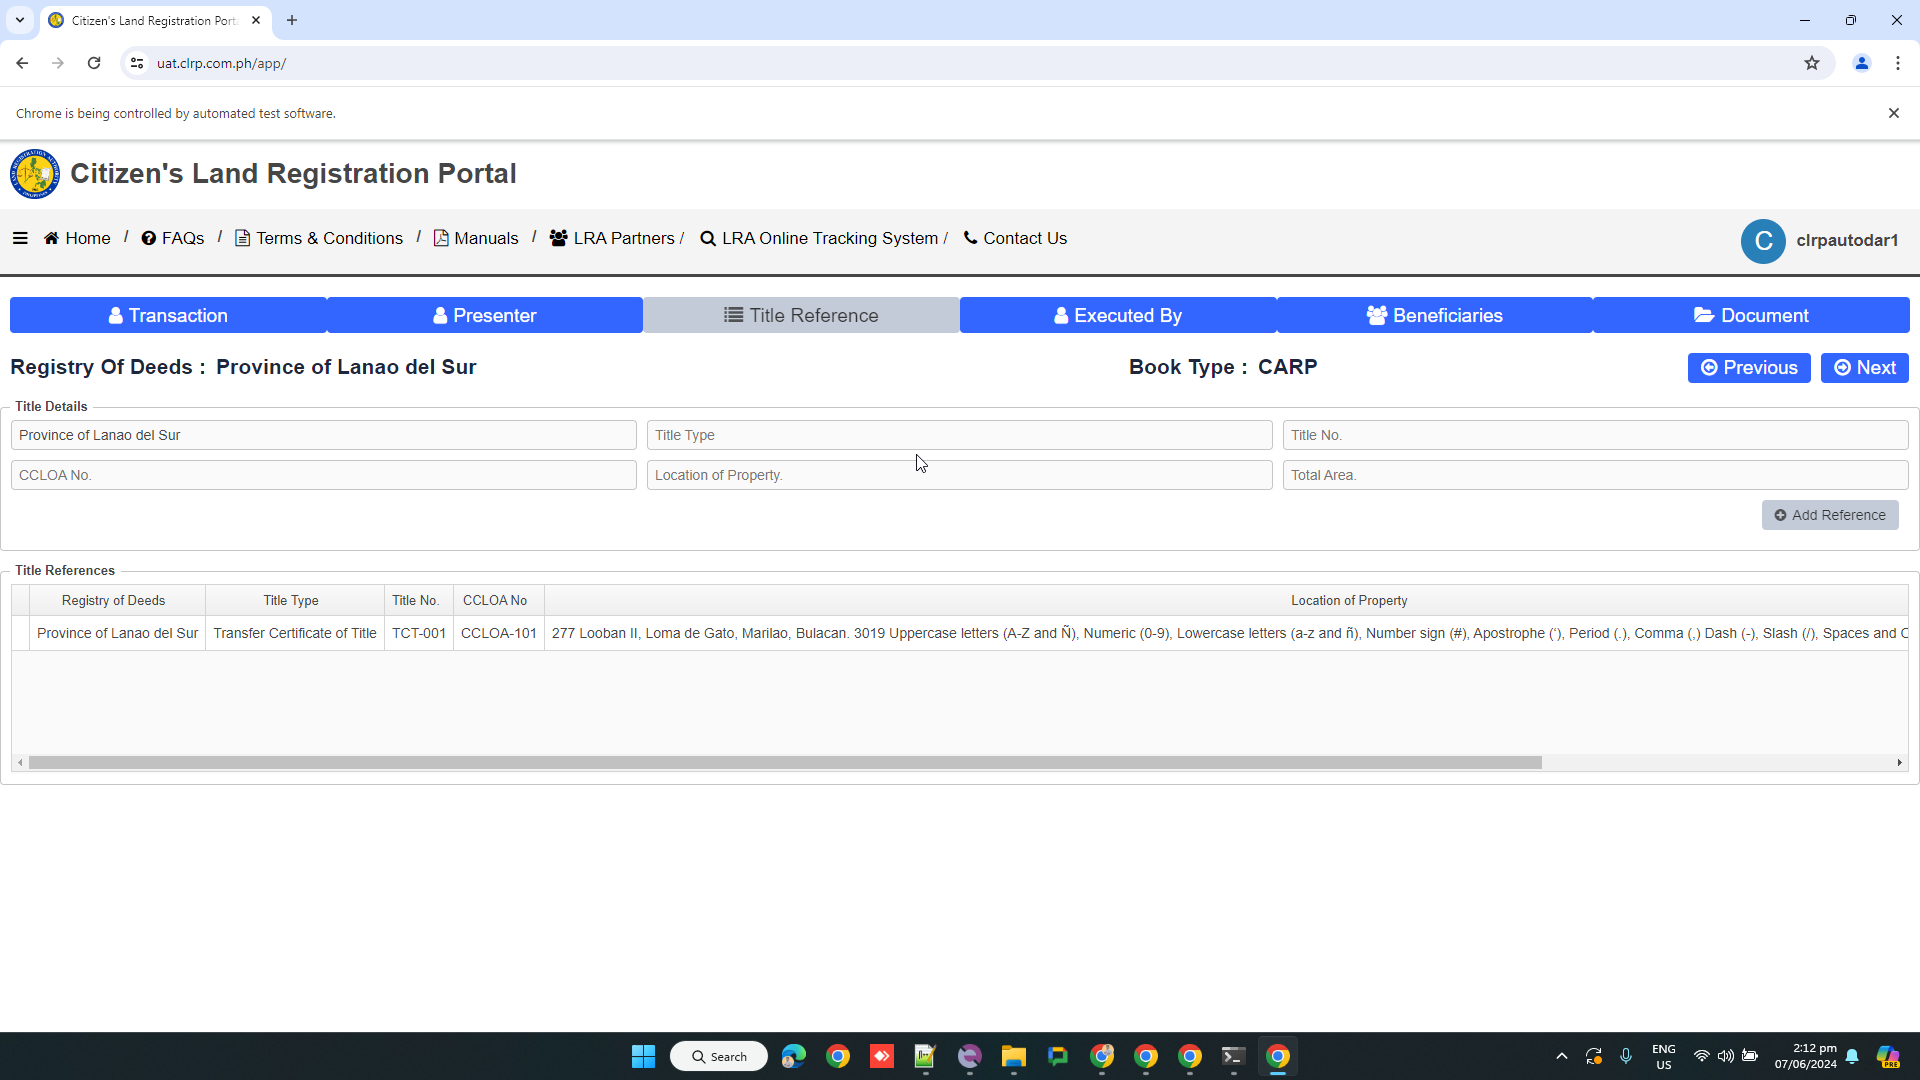 Citizen's Land Registration Port
uat.clrp.com.ph/app/
Chrome is being controlled by automated test software.
Citizen's Land Registration Portal
Home / FAQs / Terms & Conditions / Manuals / LRA Partners / LRA Online Tracking System / Contact Us
C clrpautodar1
Transaction Presenter Title Reference Executed By Beneficiaries Document
Registry Of Deeds : Province of Lanao del Sur Book Type : CARP Previous Next
Title Details
Province of Lanao del Sur Title Type Title No.
CCLOA No. Location of Property. Total Area.
Add Reference
Title References
Registry of Deeds Title Type Title No. CCLOA No Location of Property
Province of Lanao del Sur Transfer Certificate of Title TCT-001 CCLOA-101 277 Looban II, Loma de Gato, Marilao, Bulacan. 3019 Uppercase letters (A-Z and Ñ), Numeric (0-9), Lowercase letters (a-z and ñ), Number sign (#), Apostrophe (‘), Period (.), Comma (,) Dash (-), Slash (/), Spaces and
Search
ENG
US
2:12 pm
07/06/2024
PRE